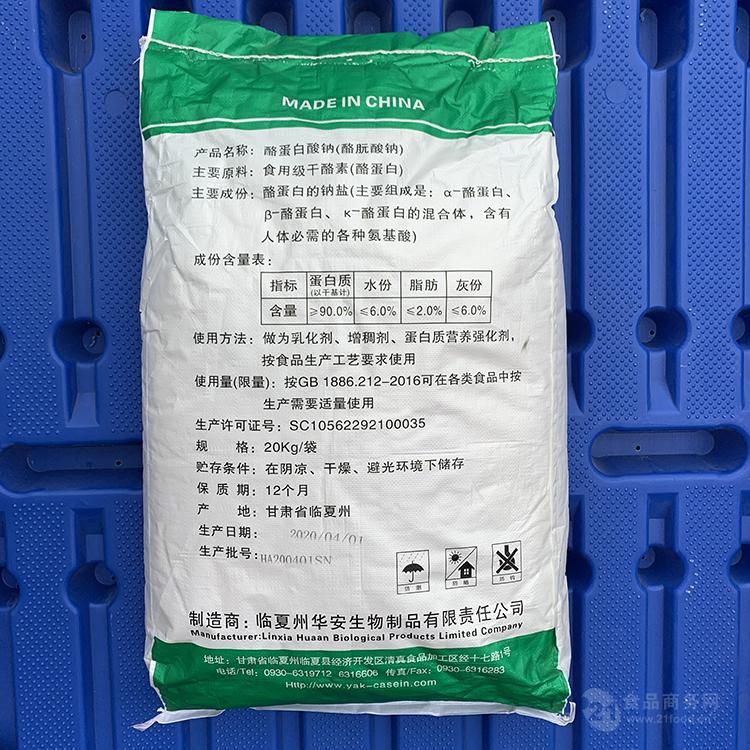 MADE IN CHINA
产品名称：酪蛋白酸钠(酪朊酸钠)
主要原料：食用级干酪素(酪蛋白)
主要成份：酪蛋白的钠盐(主要组成是：α-酪蛋白、
β-酪蛋白、κ-酪蛋白的混合体，含有
人体必需的各种氨基酸)
成份含量表：
指标 蛋白质(以干基计) 水份 脂肪 灰份
含量 ≥90.0% ≤6.0% ≤2.0% ≤6.0%
使用方法：做为乳化剂、增稠剂、蛋白质营养强化剂，
按食品生产工艺要求使用
使用量(限量)：按GB 1886.212-2016可在各类食品中按
生产需要适量使用
生产许可证号：SC10562292100035
规 格：20Kg/袋
贮存条件：在阴凉、干燥、避光环境下储存
保 质 期：12个月
产 地：甘肃省临夏州
生产日期：2020/04/01
生产批号：HA200401SN
防潮 防晒 防钩
制造商：临夏州华安生物制品有限责任公司
Manufacturer:Linxia Huaan Biological Products Limited Company
地址：甘肃省临夏州临夏县经济开发区清真食品加工区经十七路1号
电话/Tel: 0930-6319712 6316606 传真/Fax: 0930-6316283
Http://www.yak-casein.com
21食品商务网
www.21food.cn